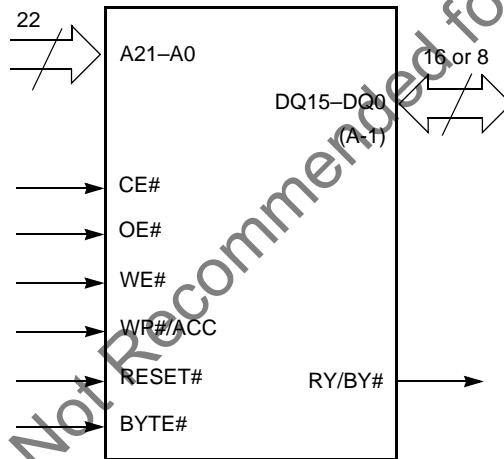 22
A21–A0
16 or 8
DQ15–DQ0
(A-1)
CE#
OE#
WE#
WP#/ACC
RESET#
RY/BY#
BYTE#
Not Recommended for